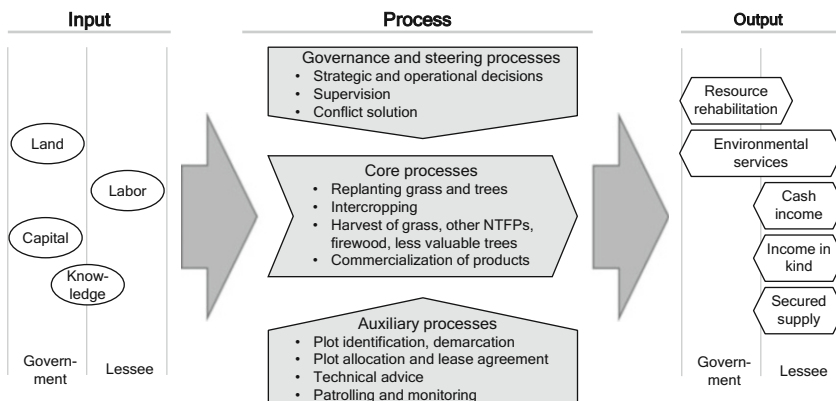 Input
Process
Output
Governance and steering processes
• Strategic and operational decisions
• Supervision
• Conflict solution
Land
Labor
Capital
Know-
ledge
Govern-
ment
Lessee
Core processes
• Replanting grass and trees
• Intercropping
• Harvest of grass, other NTFPs,
firewood, less valuable trees
• Commercialization of products
Auxiliary processes
• Plot identification, demarcation
• Plot allocation and lease agreement
• Technical advice
• Patrolling and monitoring
Resource
rehabilitation
Environmental
services
Cash
income
Income in
kind
Secured
supply
Govern-
ment
Lessee